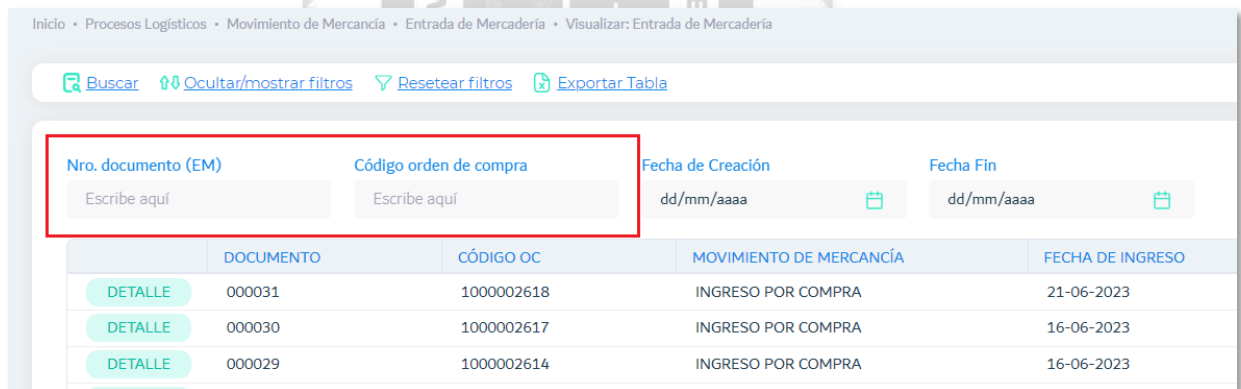 Inicio • Procesos Logísticos • Movimiento de Mercancía • Entrada de Mercadería • Visualizar: Entrada de Mercadería
Buscar Ocultar/mostrar filtros Resetear filtros Exportar Tabla
Nro. documento (EM) Código orden de compra Fecha de Creación Fecha Fin
Escribe aquí Escribe aquí dd/mm/aaaa dd/mm/aaaa
DOCUMENTO CÓDIGO OC MOVIMIENTO DE MERCANCÍA FECHA DE INGRESO
DETALLE 000031 1000002618 INGRESO POR COMPRA 21-06-2023
DETALLE 000030 1000002617 INGRESO POR COMPRA 16-06-2023
DETALLE 000029 1000002614 INGRESO POR COMPRA 16-06-2023